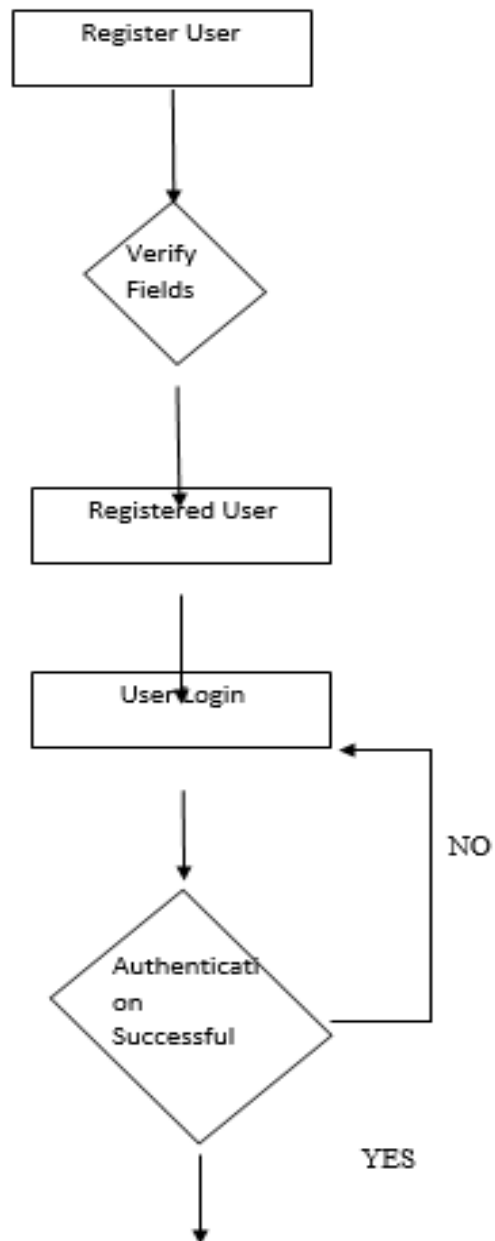 Register User
Verify
Fields
Registered User
User Login
NO
Authenticati
on
Successful
YES